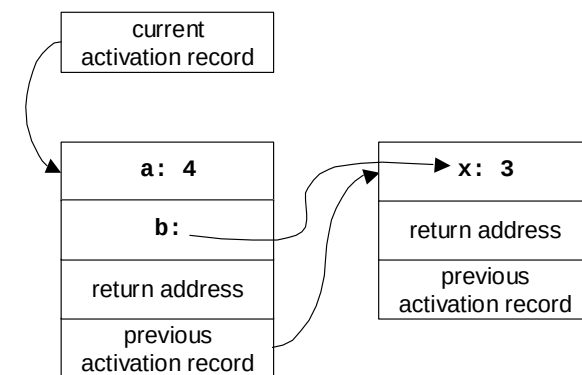 current
activation record
a: 4
b:
return address
previous
activation record
x: 3
return address
previous
activation record